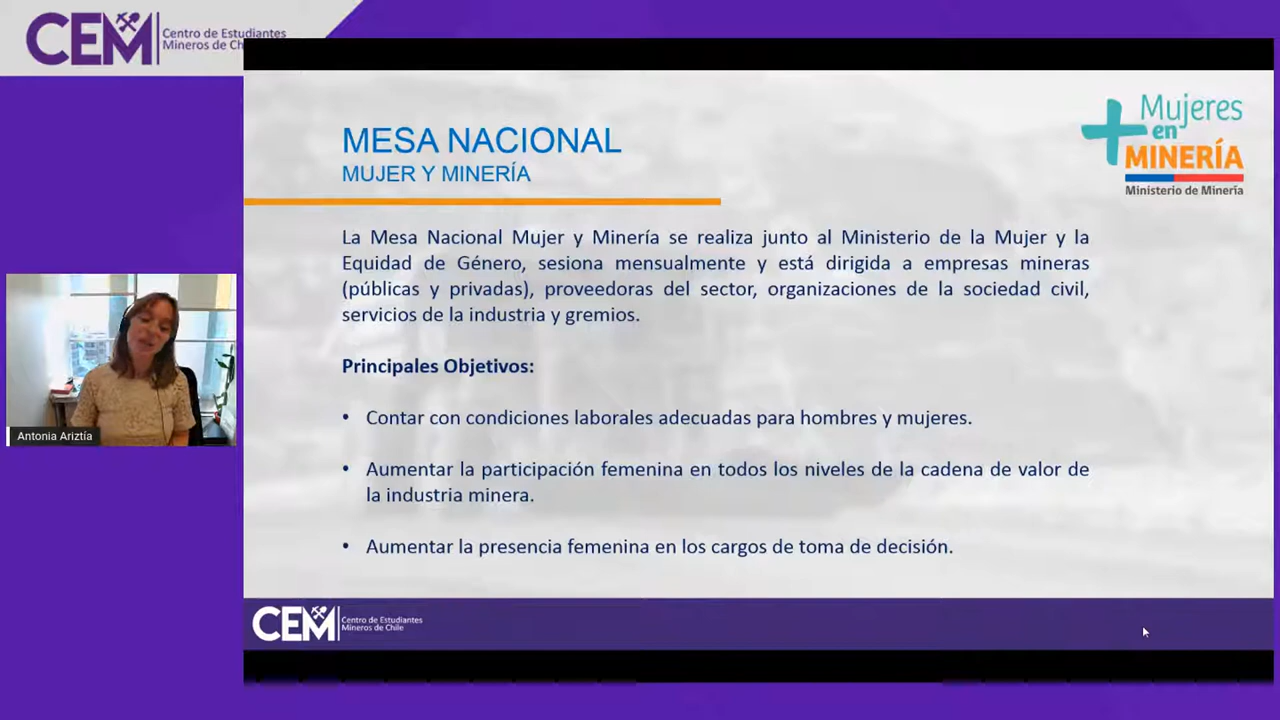 CEM
Centro de Estudiantes
Mineros de Ch
MESA NACIONAL
MUJER Y MINERÍA
Mujeres
en
MINERÍA
Ministerio de Minería
La Mesa Nacional Mujer y Minería se realiza junto al Ministerio de la Mujer y la
Equidad de Género, sesiona mensualmente y está dirigida a empresas mineras
(públicas y privadas), proveedoras del sector, organizaciones de la sociedad civil,
servicios de la industria y gremios.
Principales Objetivos:
• Contar con condiciones laborales adecuadas para hombres y mujeres.
• Aumentar la participación femenina en todos los niveles de la cadena de valor de
la industria minera.
• Aumentar la presencia femenina en los cargos de toma de decisión.
Antonia Ariztía
CEM
Centro de Estudiantes
Mineros de Chile